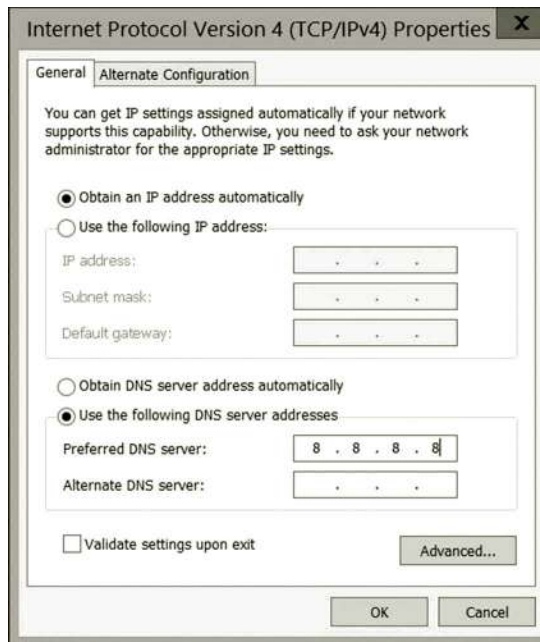 Internet Protocol Version 4 (TCP/IPv4) Properties X
General Alternate Configuration
You can get IP settings assigned automatically if your network
supports this capability. Otherwise, you need to ask your network
administrator for the appropriate IP settings.
Obtain an IP address automatically
Use the following IP address:
IP address: . . .
Subnet mask: . . .
Default gateway: . . .
Obtain DNS server address automatically
Use the following DNS server addresses
Preferred DNS server: 8 . 8 . 8 . 8
Alternate DNS server: . . .
Validate settings upon exit
Advanced...
OK Cancel